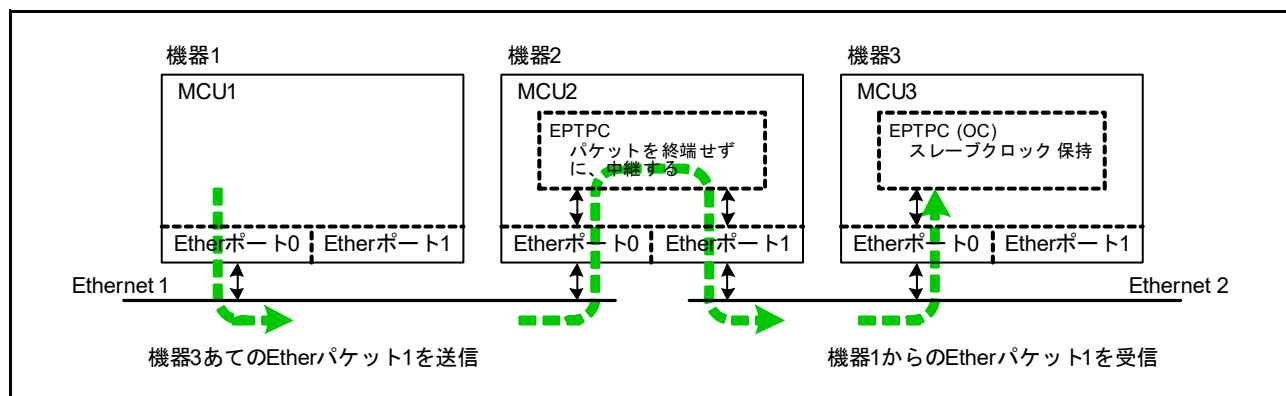 機器1
MCU1
Etherポート0
Etherポート1
機器2
MCU2
EPTPC
パケットを終端せず
に、中継する
Etherポート0
Etherポート1
機器3
MCU3
EPTPC (OC)
スレーブクロック 保持
Etherポート0
Etherポート1
Ethernet 1
Ethernet 2
機器3あてのEtherパケット1を送信
機器1からのEtherパケット1を受信